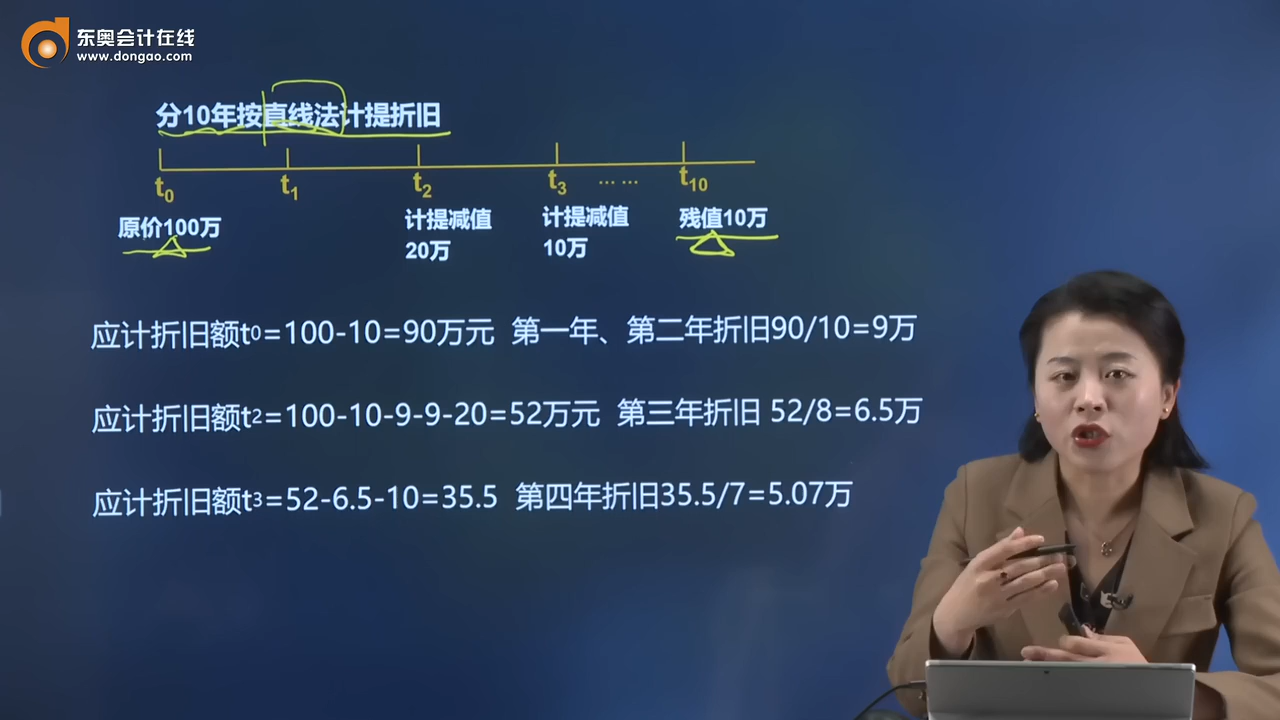 东奥会计在线
www.dongao.com
分10年按直线法计提折旧
t0 t1 t2 t3 …… t10
原价100万 计提减值 计提减值 残值10万
20万 10万
应计折旧额t0=100-10=90万元 第一年、第二年折旧90/10=9万
应计折旧额t2=100-10-9-9-20=52万元 第三年折旧 52/8=6.5万
应计折旧额t3=52-6.5-10=35.5 第四年折旧35.5/7=5.07万